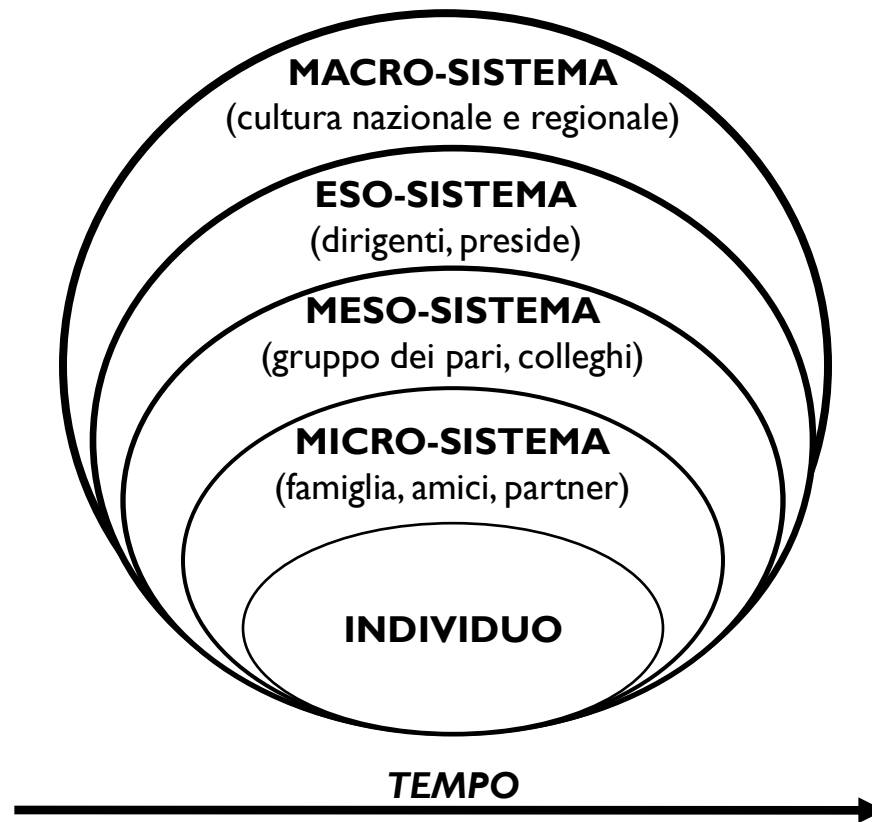 MACRO-SISTEMA
(cultura nazionale e regionale)
ESO-SISTEMA
(dirigenti, preside)
MESO-SISTEMA
(gruppo dei pari, colleghi)
MICRO-SISTEMA
(famiglia, amici, partner)
INDIVIDUO
TEMPO